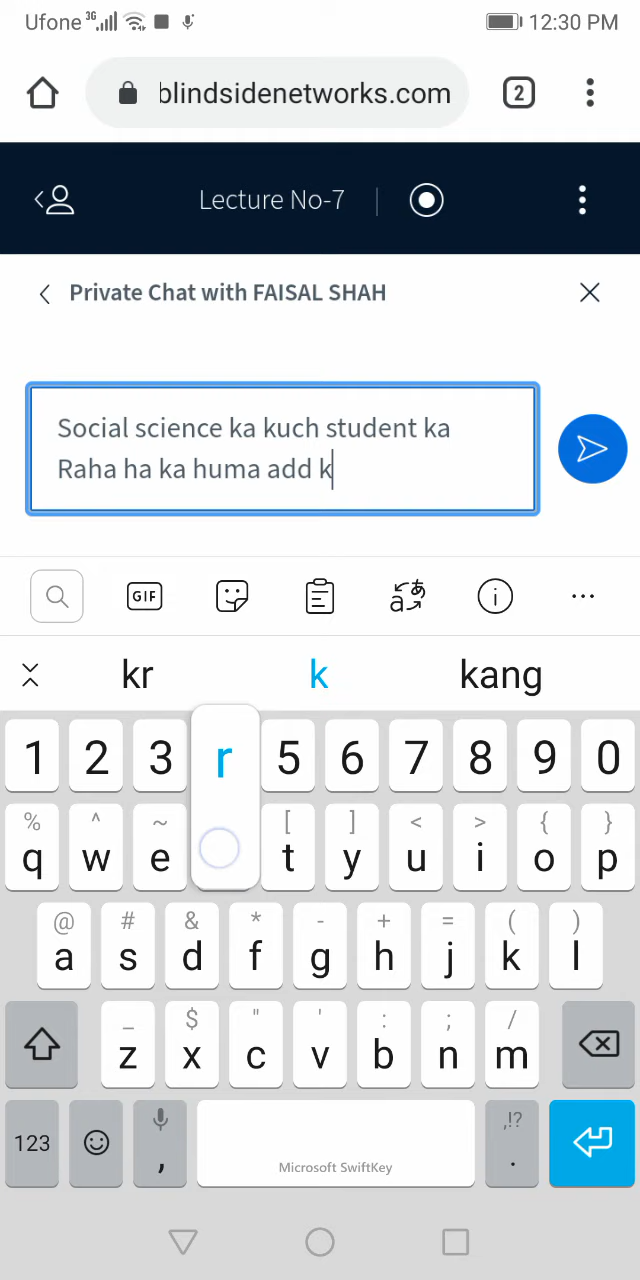 Ufone 3G 12:30 PM
blindsidenetworks.com 2
Lecture No-7
Private Chat with FAISAL SHAH
Social science ka kuch student ka
Raha ha ka huma add k
GIF
kr k kang
1 2 3 r 5 6 7 8 9 0
% ^ ~ [ ] < > { }
q w e t y u i o p
@ # & * - + = ( )
a s d f g h j k l
_ $ " ' : ; /
z x c v b n m
123 , Microsoft SwiftKey ,!? .